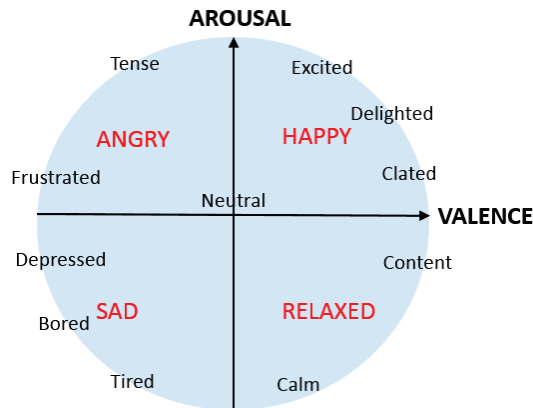 AROUSAL
Tense
Excited
Delighted
ANGRY
HAPPY
Frustrated
Clated
Neutral
VALENCE
Depressed
Content
SAD
RELAXED
Bored
Tired
Calm